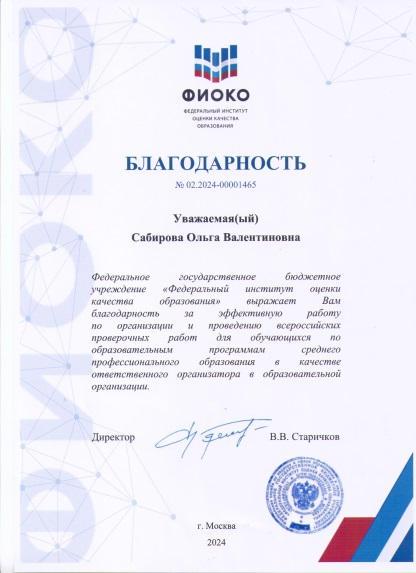 ФИОКО
ФИОКО
ФЕДЕРАЛЬНЫЙ ИНСТИТУТ
ОЦЕНКИ КАЧЕСТВА
ОБРАЗОВАНИЯ
БЛАГОДАРНОСТЬ
№ 02.2024-00001465
Уважаемая(ый)
Сабирова Ольга Валентиновна
Федеральное государственное бюджетное
учреждение «Федеральный институт оценки
качества образования» выражает Вам
благодарность за эффективную работу
по организации и проведению всероссийских
проверочных работ для обучающихся по
образовательным программам среднего
профессионального образования в качестве
ответственного организатора в образовательной
организации.
Директор
В.В. Старичков
г. Москва
2024